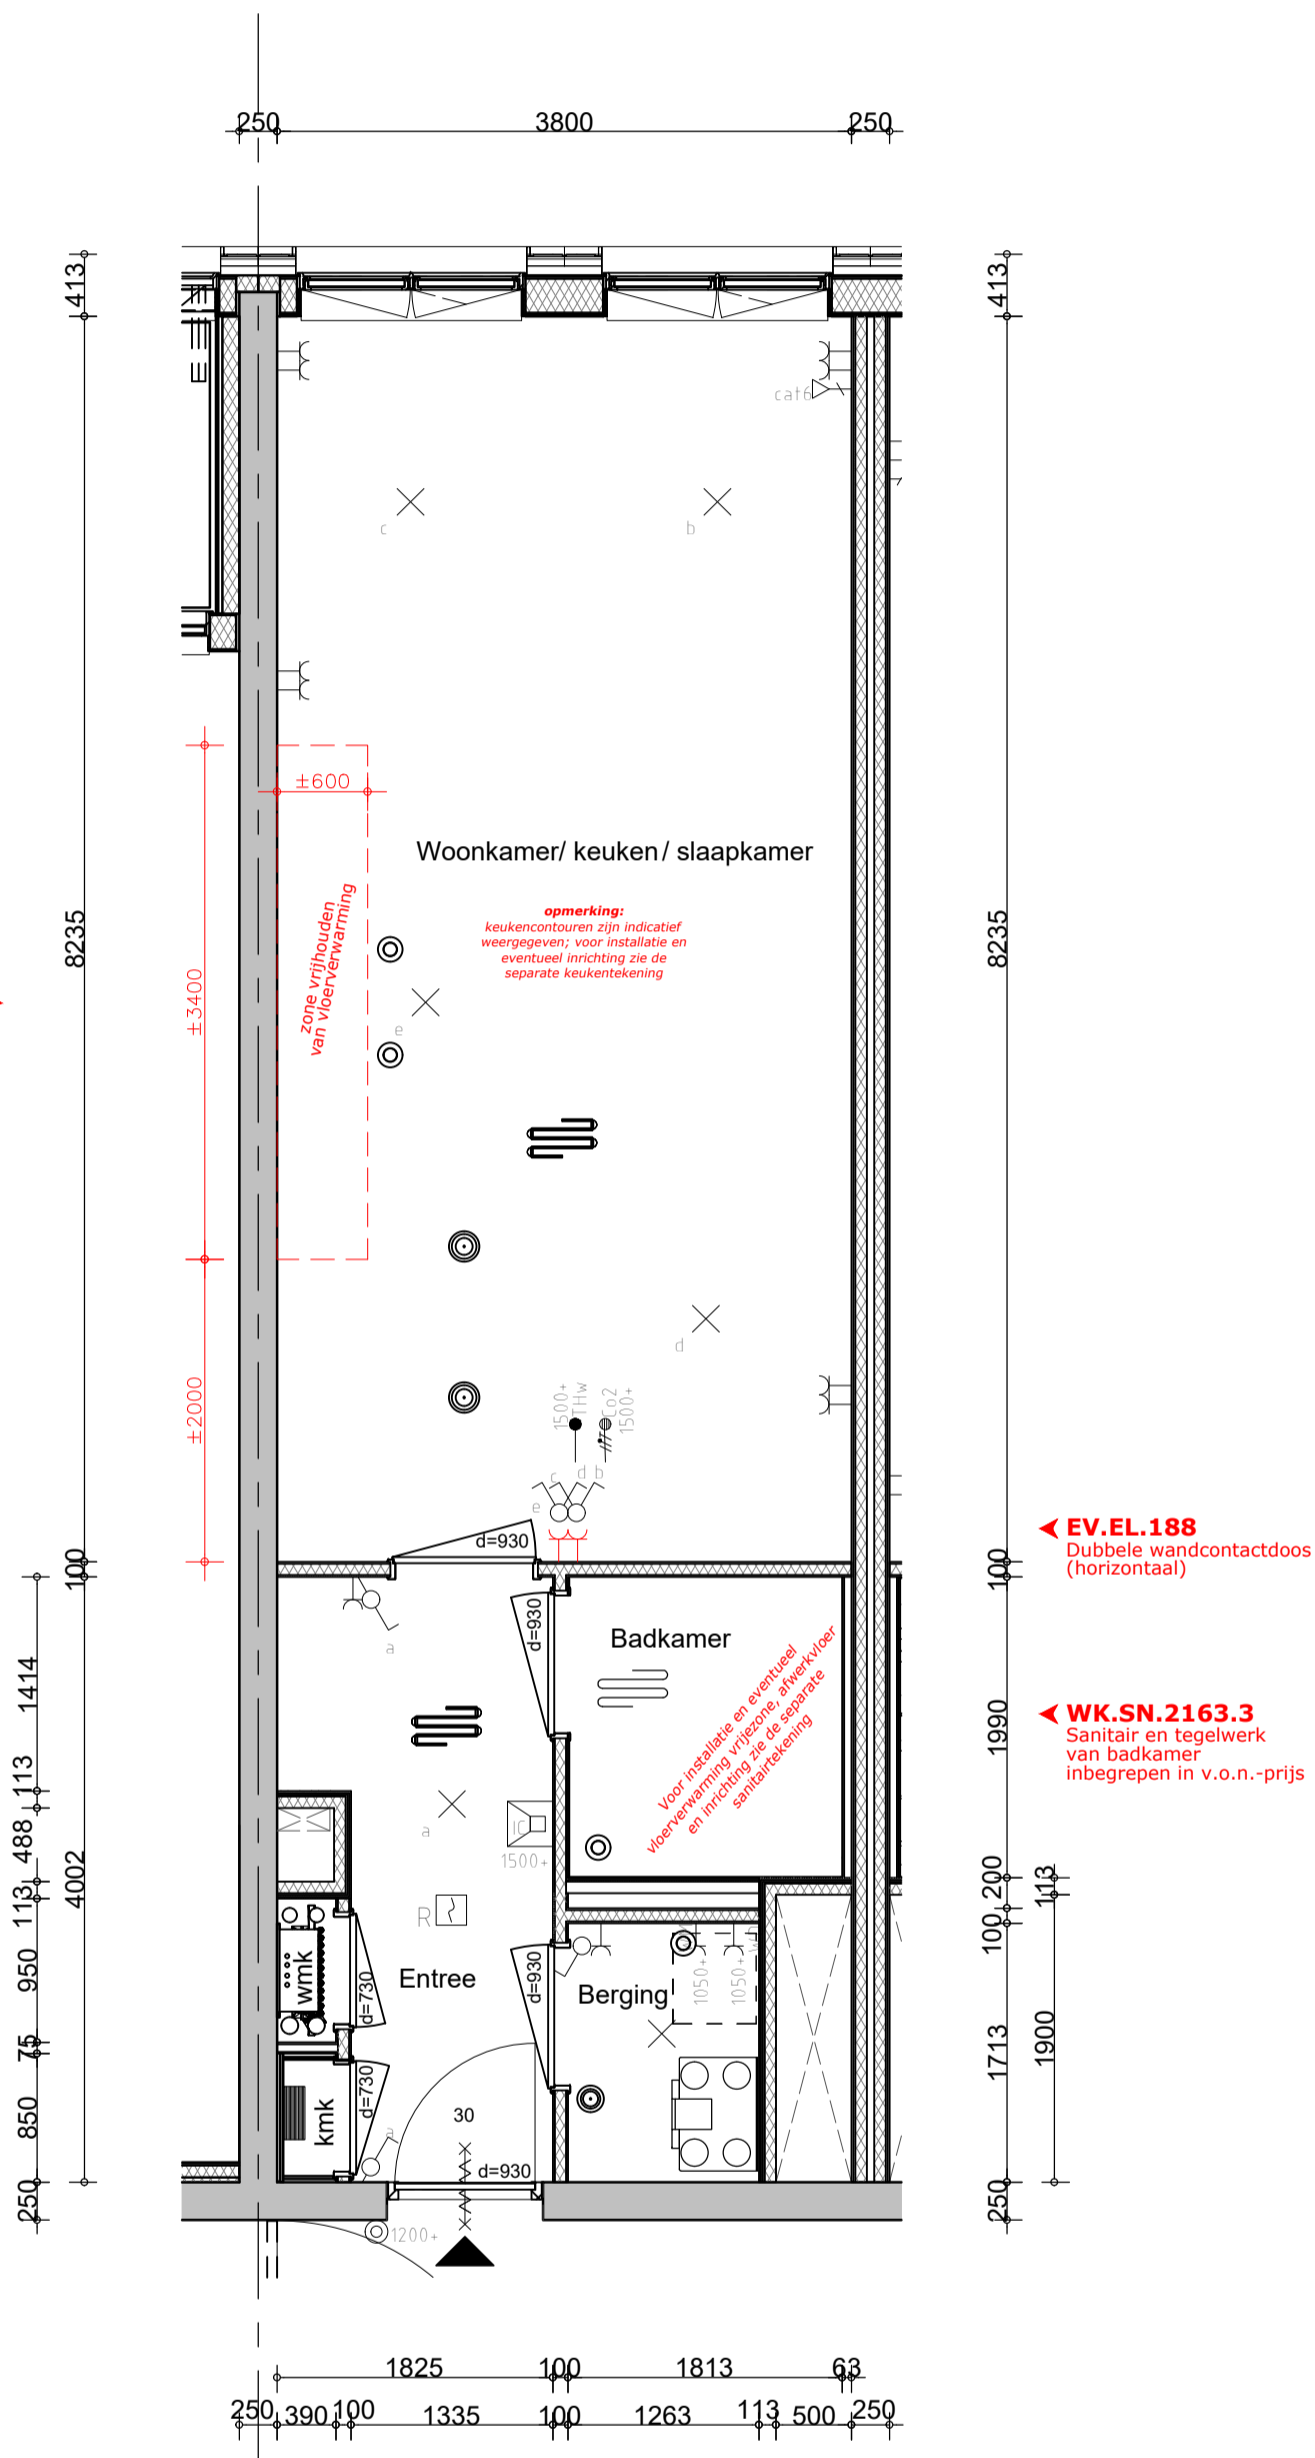 250
3800
250
413
413
cat6
c
b
±600
Woonkamer/ keuken / slaapkamer
opmerking:
keukencontouren zijn indicatief
weergegeven; voor installatie en
eventueel inrichting zie de
separate keukentekening
zone vrijhouden
van vloerverwarming
8235
8235
±3400
e
d
±2000
1500+
THw
Co2
1500+
c
d
b
e
d=930
EV.EL.188
Dubbele wandcontactdoos
(horizontaal)
100
100
a
d=930
Badkamer
Voor installatie en eventueel
vloerverwarming vrijezone, afwerkvloer
en inrichting zie de separate
sanitairtekening
1414
1990
WK.SN.2163.3
Sanitair en tegelwerk
van badkamer
inbegrepen in v.o.n.-prijs
113
a
IC
1500+
488
4002
200
113
113
R
100
950
wmk
d=730
Entree
d=930
Berging
1050+
1050+
75
1713
1900
850
kmk
d=730
a
30
d=930
250
250
1200+
1825
100
1813
63
250
390
100
1335
100
1263
113
500
250